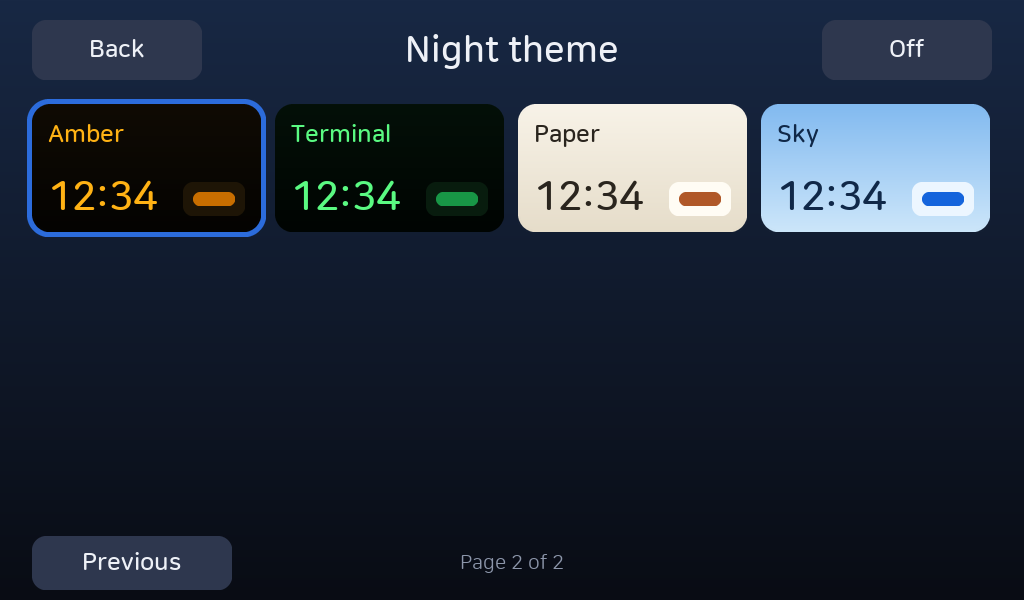 Back
Night theme
Off
Amber
12:34
Terminal
12:34
Paper
12:34
Sky
12:34
Previous
Page 2 of 2